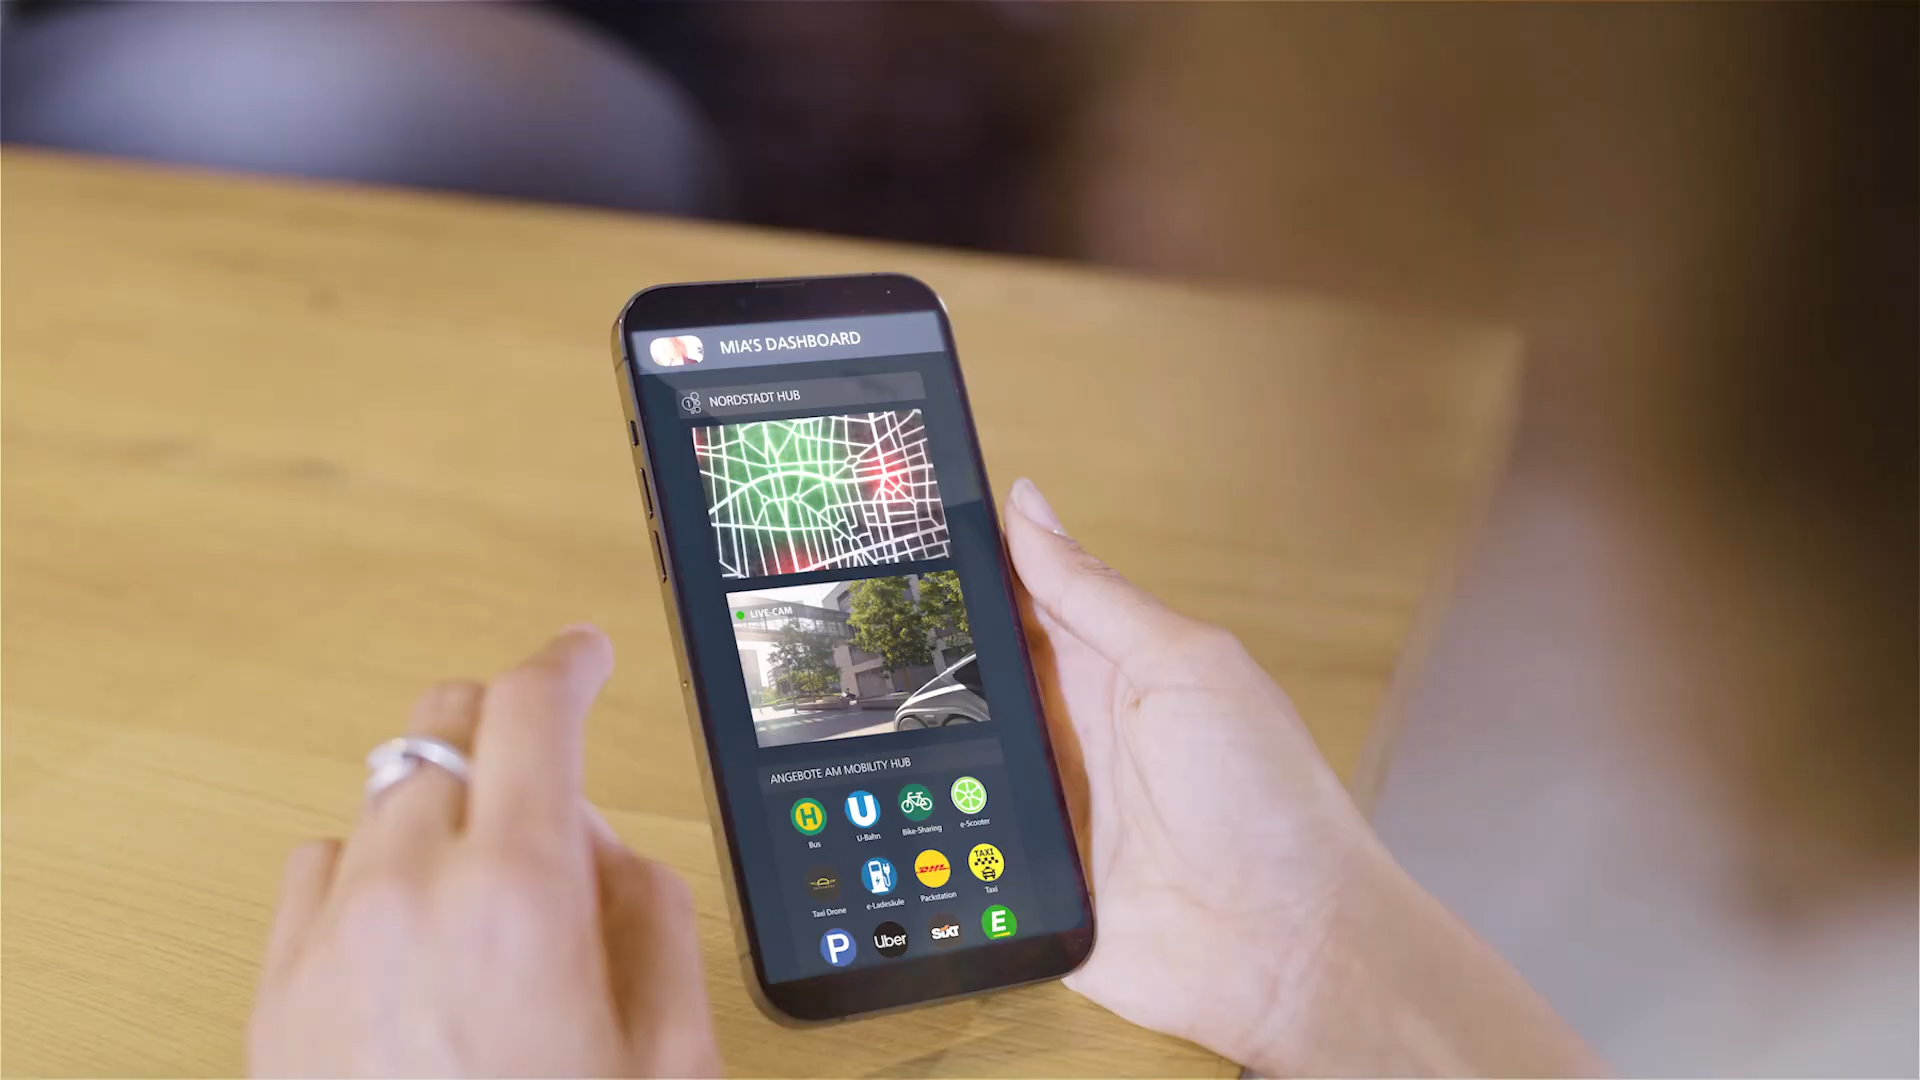 MIA'S DASHBOARD
NORDSTADT HUB
LIVE-CAM
ANGEBOTE AM MOBILITY HUB
H
U
Bus
U-Bahn
Bike-Sharing
e-Scooter
DHL
TAXI
Taxi Drone
e-Ladesäule
Packstation
Taxi
P
Uber
SIXT
E